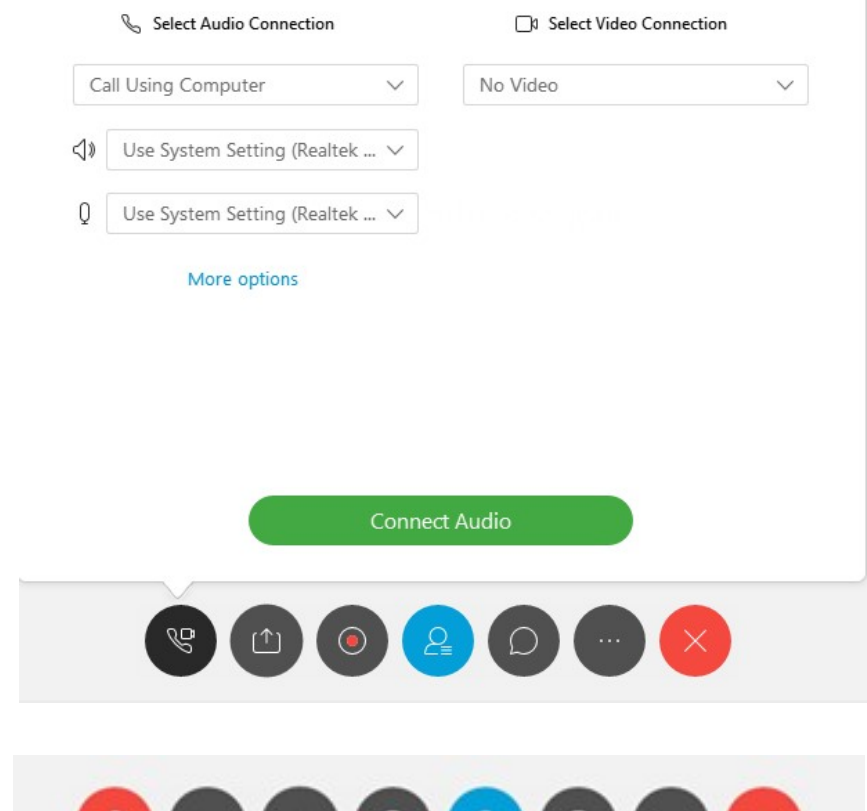 Select Audio Connection
Select Video Connection
Call Using Computer
No Video
Use System Setting (Realtek ...
Use System Setting (Realtek ...
More options
Connect Audio